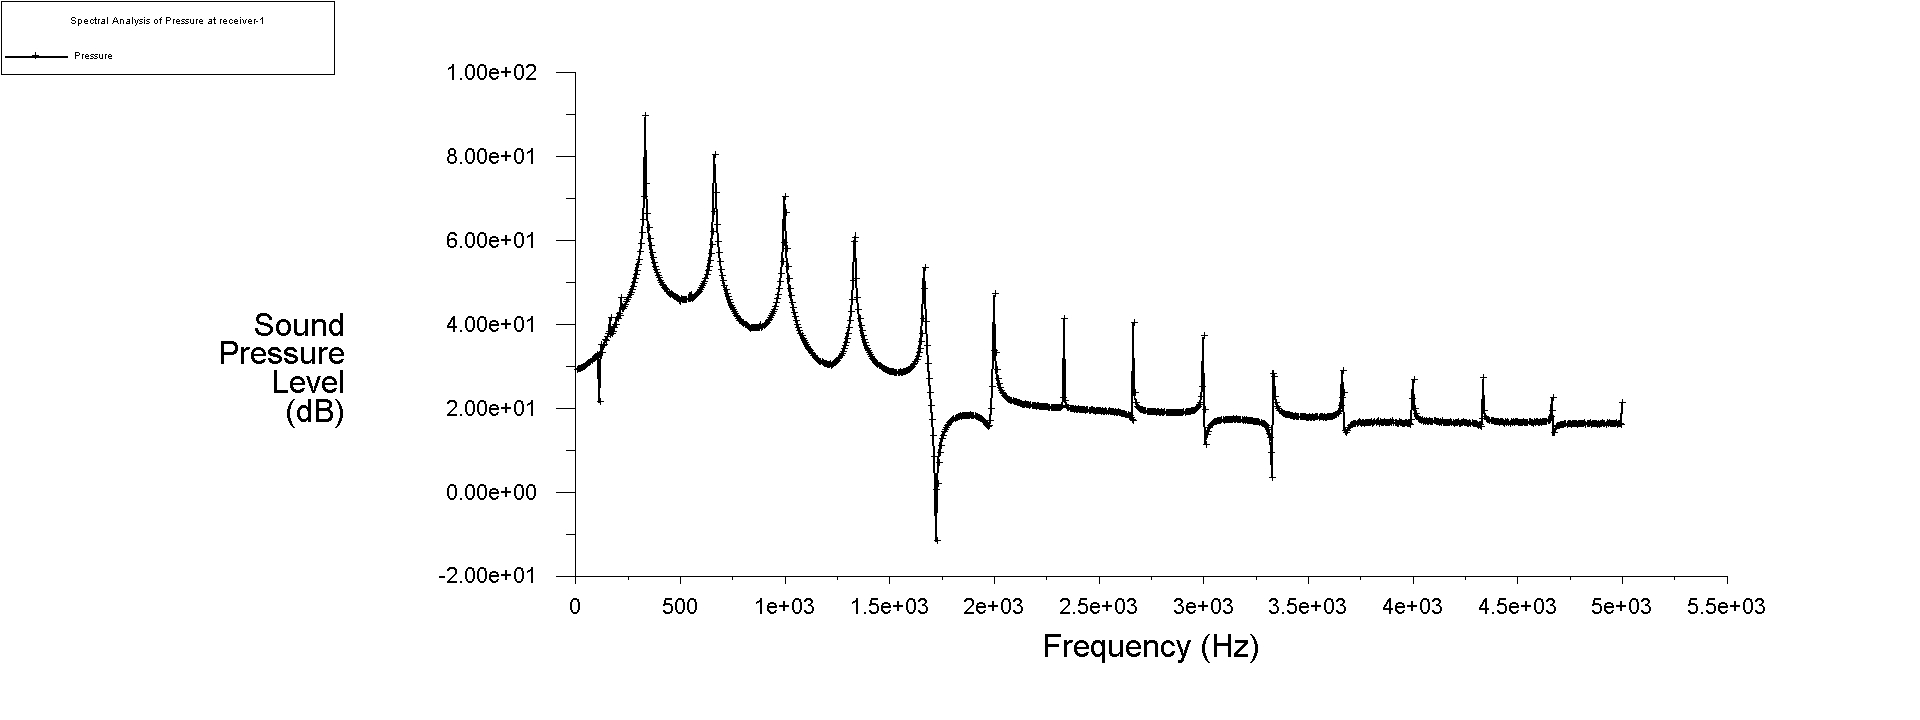 Spectral Analysis of Pressure at receiver-1
Pressure
1.00e+02
8.00e+01
6.00e+01
4.00e+01
2.00e+01
0.00e+00
-2.00e+01
Sound
Pressure
Level
(dB)
0 500 1e+03 1.5e+03 2e+03 2.5e+03 3e+03 3.5e+03 4e+03 4.5e+03 5e+03 5.5e+03
Frequency (Hz)